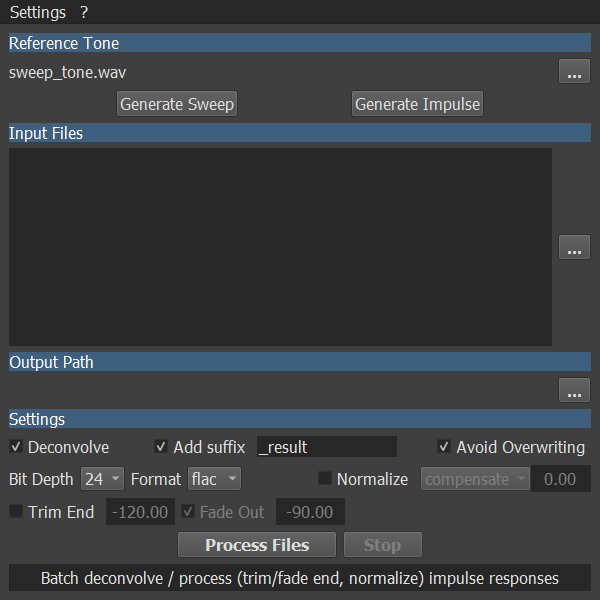 Settings ?
Reference Tone
sweep_tone.wav ...
Generate Sweep Generate Impulse
Input Files
...
Output Path
...
Settings
Deconvolve Add suffix _result Avoid Overwriting
Bit Depth 24 Format flac Normalize compensate 0.00
Trim End -120.00 Fade Out -90.00
Process Files Stop
Batch deconvolve / process (trim/fade end, normalize) impulse responses